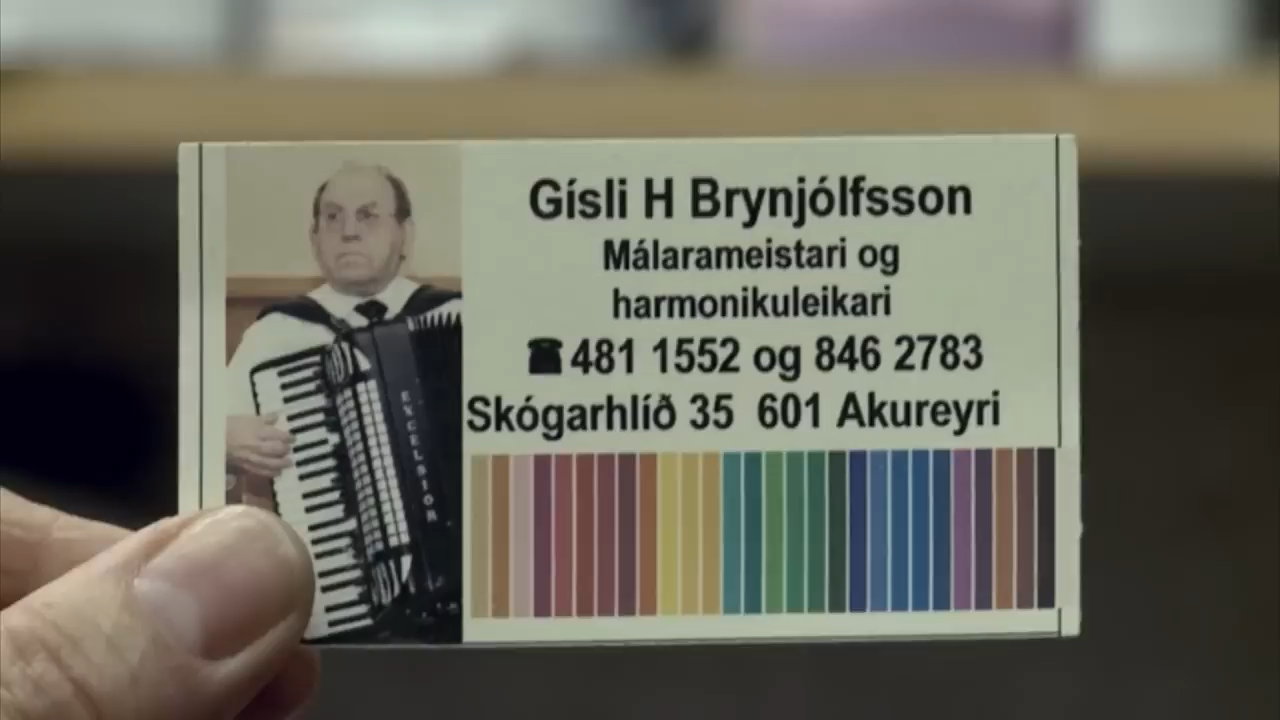 Gísli H Brynjólfsson
Málarameistari og
harmonikuleikari
☎481 1552 og 846 2783
Skógarhlíð 35 601 Akureyri
EXCELSIOR